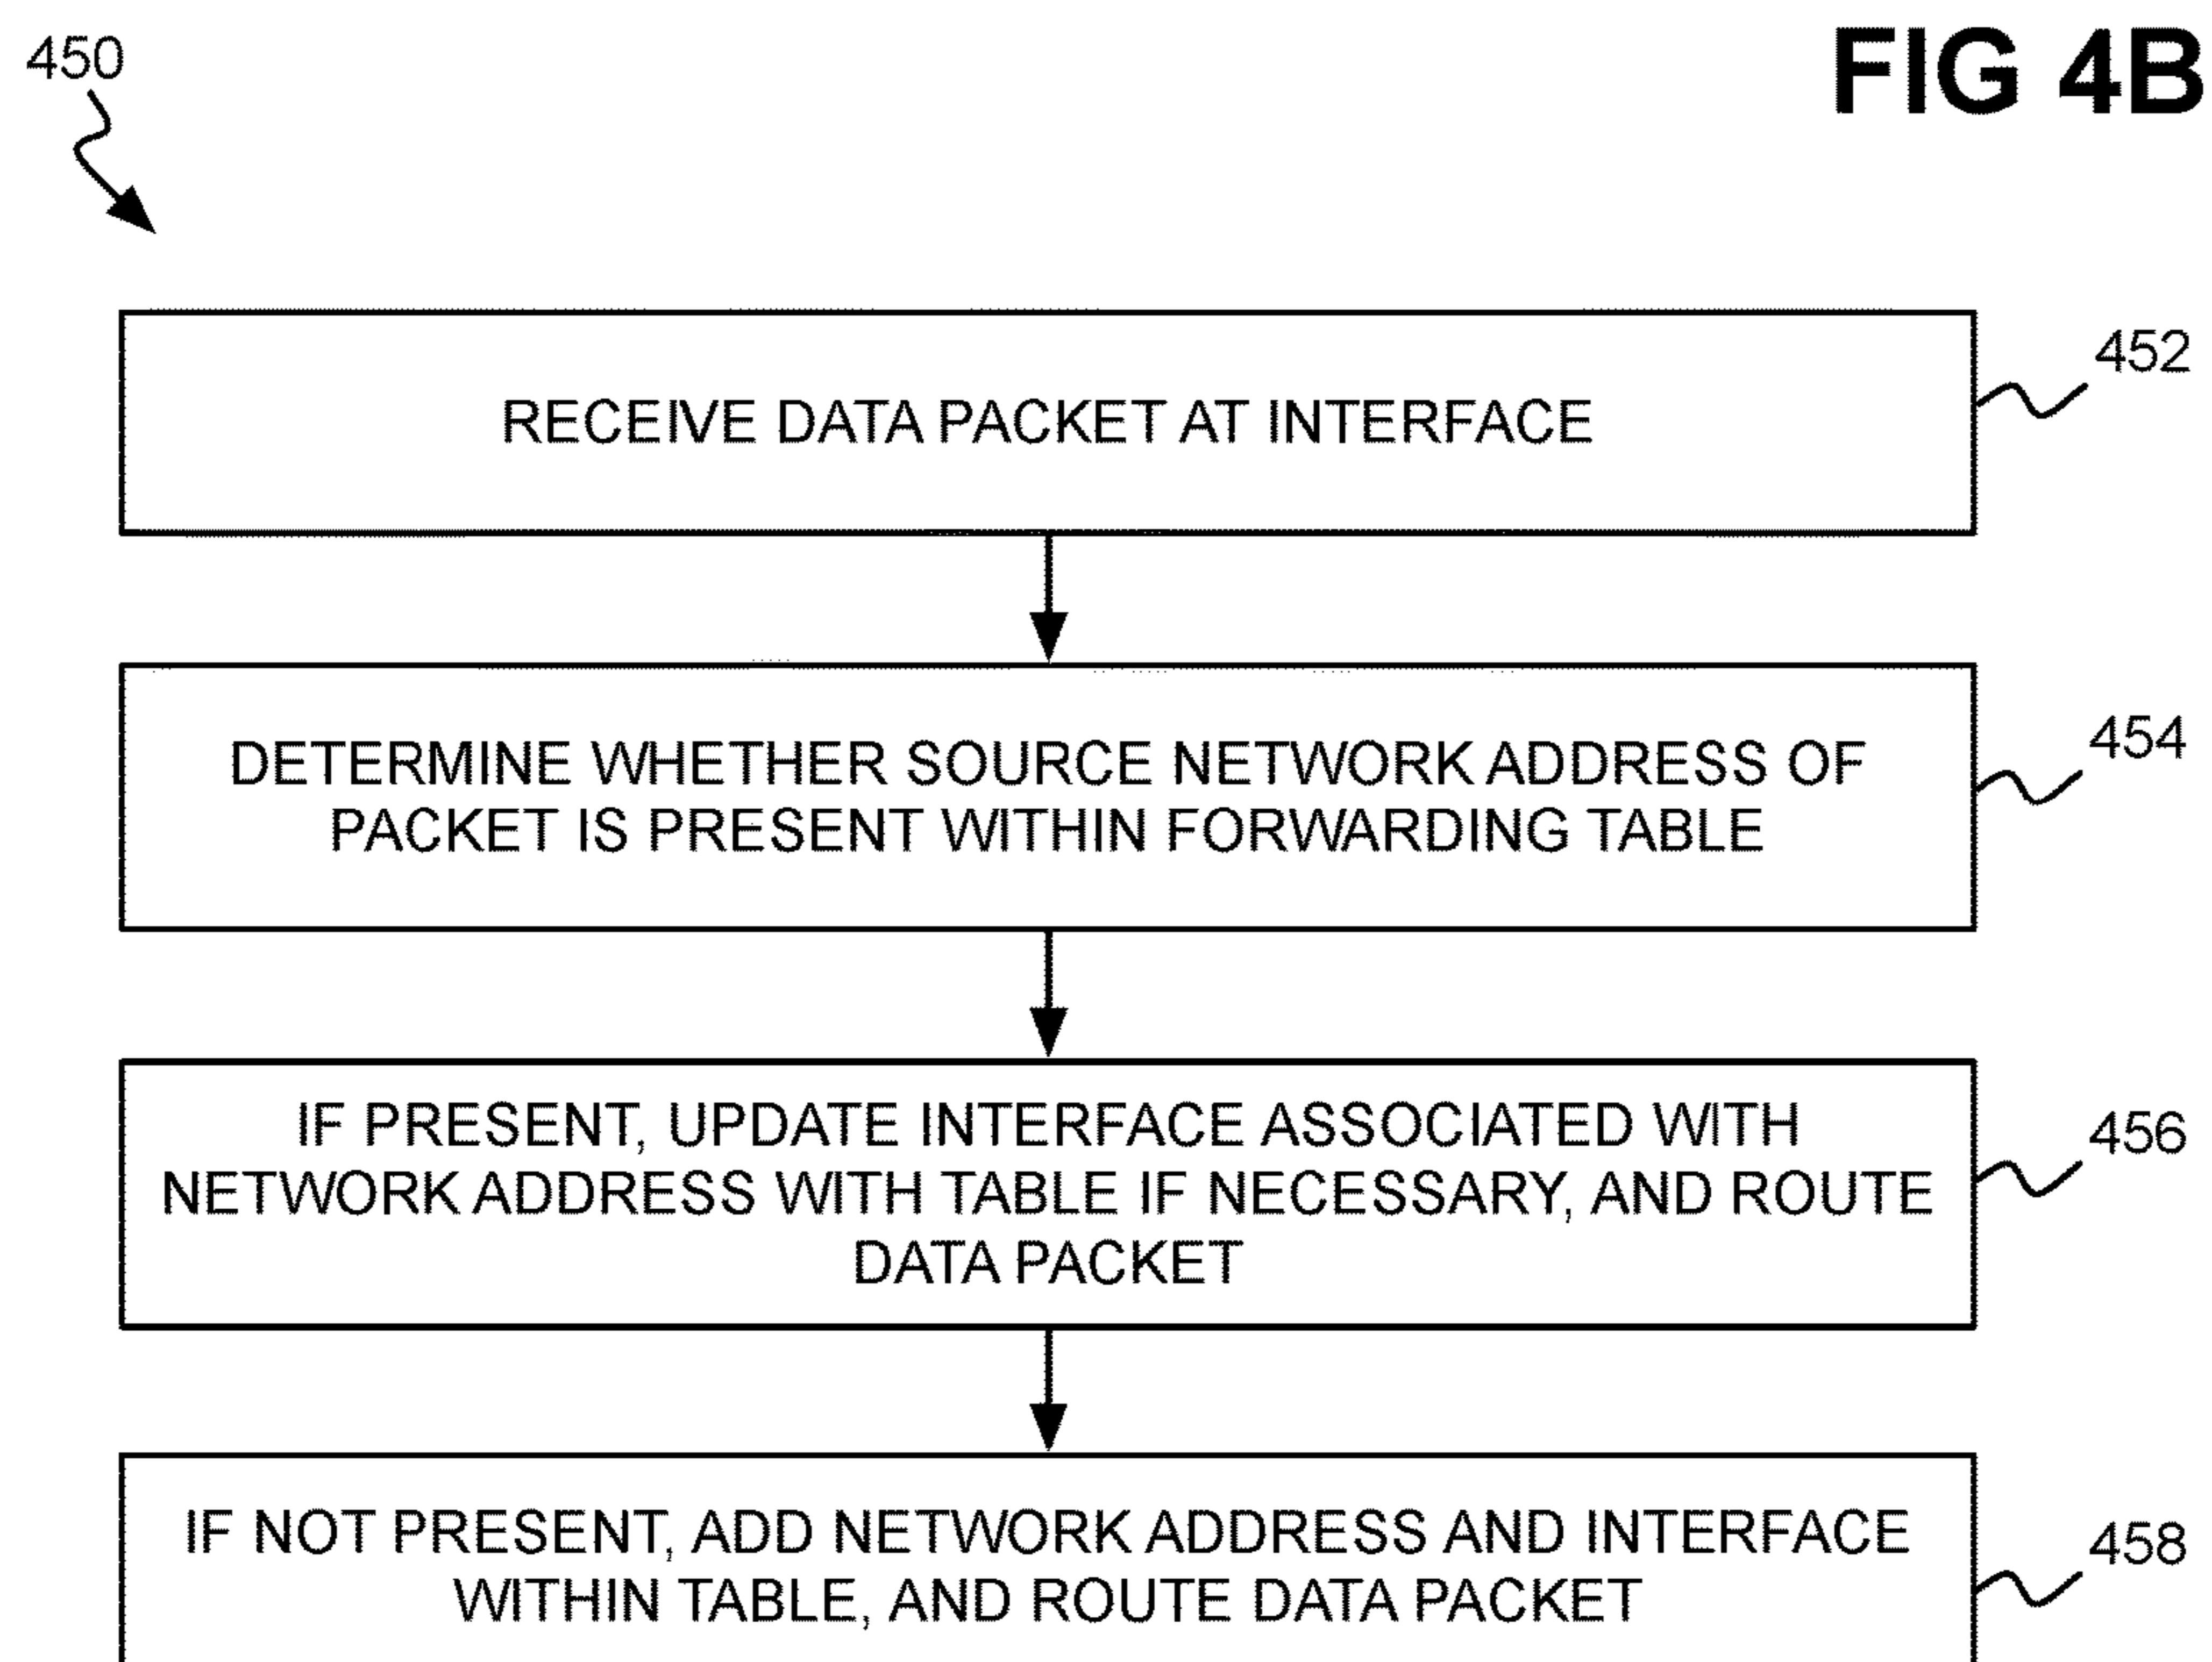 FIG 4B
450
RECEIVE DATA PACKET AT INTERFACE
452
DETERMINE WHETHER SOURCE NETWORK ADDRESS OF
PACKET IS PRESENT WITHIN FORWARDING TABLE
454
IF PRESENT, UPDATE INTERFACE ASSOCIATED WITH
NETWORK ADDRESS WITH TABLE IF NECESSARY, AND ROUTE
DATA PACKET
456
IF NOT PRESENT, ADD NETWORK ADDRESS AND INTERFACE
WITHIN TABLE, AND ROUTE DATA PACKET
458